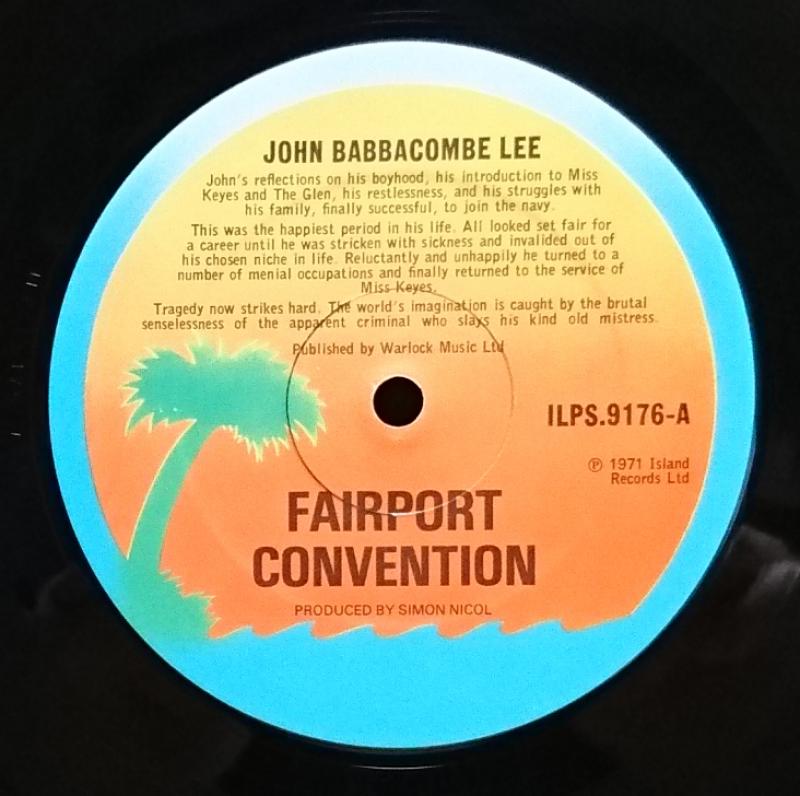 JOHN BABBACOMBE LEE
John's reflections on his boyhood, his introduction to Miss
Keyes and The Glen, his restlessness, and his struggles with
his family, finally successful, to join the navy.
This was the happiest period in his life. All looked set fair for
a career until he was stricken with sickness and invalided out of
his chosen niche in life. Reluctantly and unhappily he turned to a
number of menial occupations and finally returned to the service of
Miss Keyes.
Tragedy now strikes hard. The world's imagination is caught by the brutal
senselessness of the apparent criminal who slays his kind old mistress.
Published by Warlock Music Ltd
ILPS.9176-A
℗ 1971 Island
Records Ltd
FAIRPORT
CONVENTION
PRODUCED BY SIMON NICOL